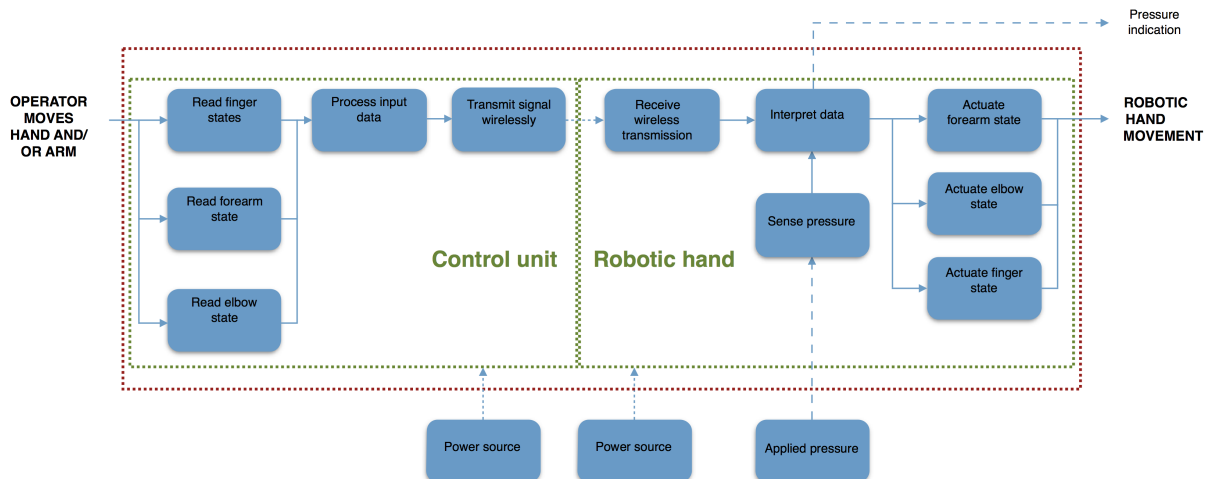 Pressure
indication
OPERATOR
MOVES
HAND AND/
OR ARM
Read finger
states
Process input
data
Transmit signal
wirelessly
Receive
wireless
transmission
Interpret data
Actuate
forearm state
ROBOTIC
HAND
MOVEMENT
Read forearm
state
Sense pressure
Actuate elbow
state
Control unit
Robotic hand
Read elbow
state
Actuate finger
state
Power source
Power source
Applied pressure